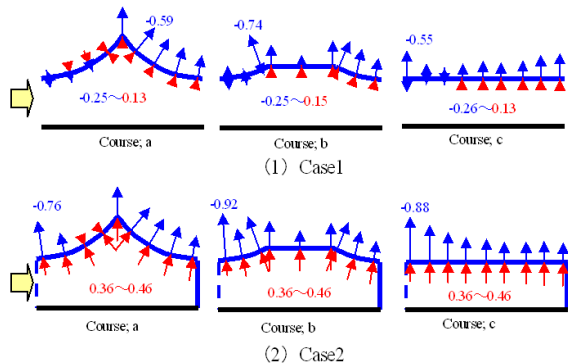 -0.59
-0.74
-0.55
-0.25～0.13
-0.25～0.15
-0.26～0.13
Course; a
Course; b
Course; c
(1) Case1
-0.76
-0.92
-0.88
0.36～0.46
0.36～0.46
0.36～0.46
Course; a
Course; b
Course; c
(2) Case2